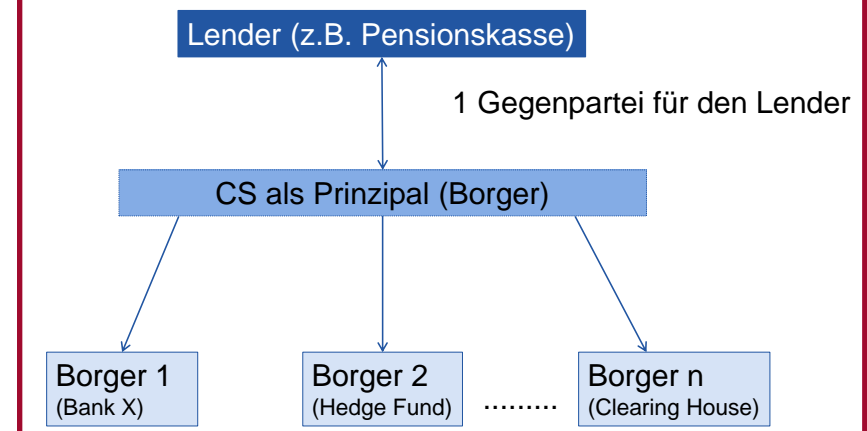 Lender (z.B. Pensionskasse)
1 Gegenpartei für den Lender
CS als Prinzipal (Borger)
Borger 1
(Bank X)
Borger 2
(Hedge Fund)
.........
Borger n
(Clearing House)